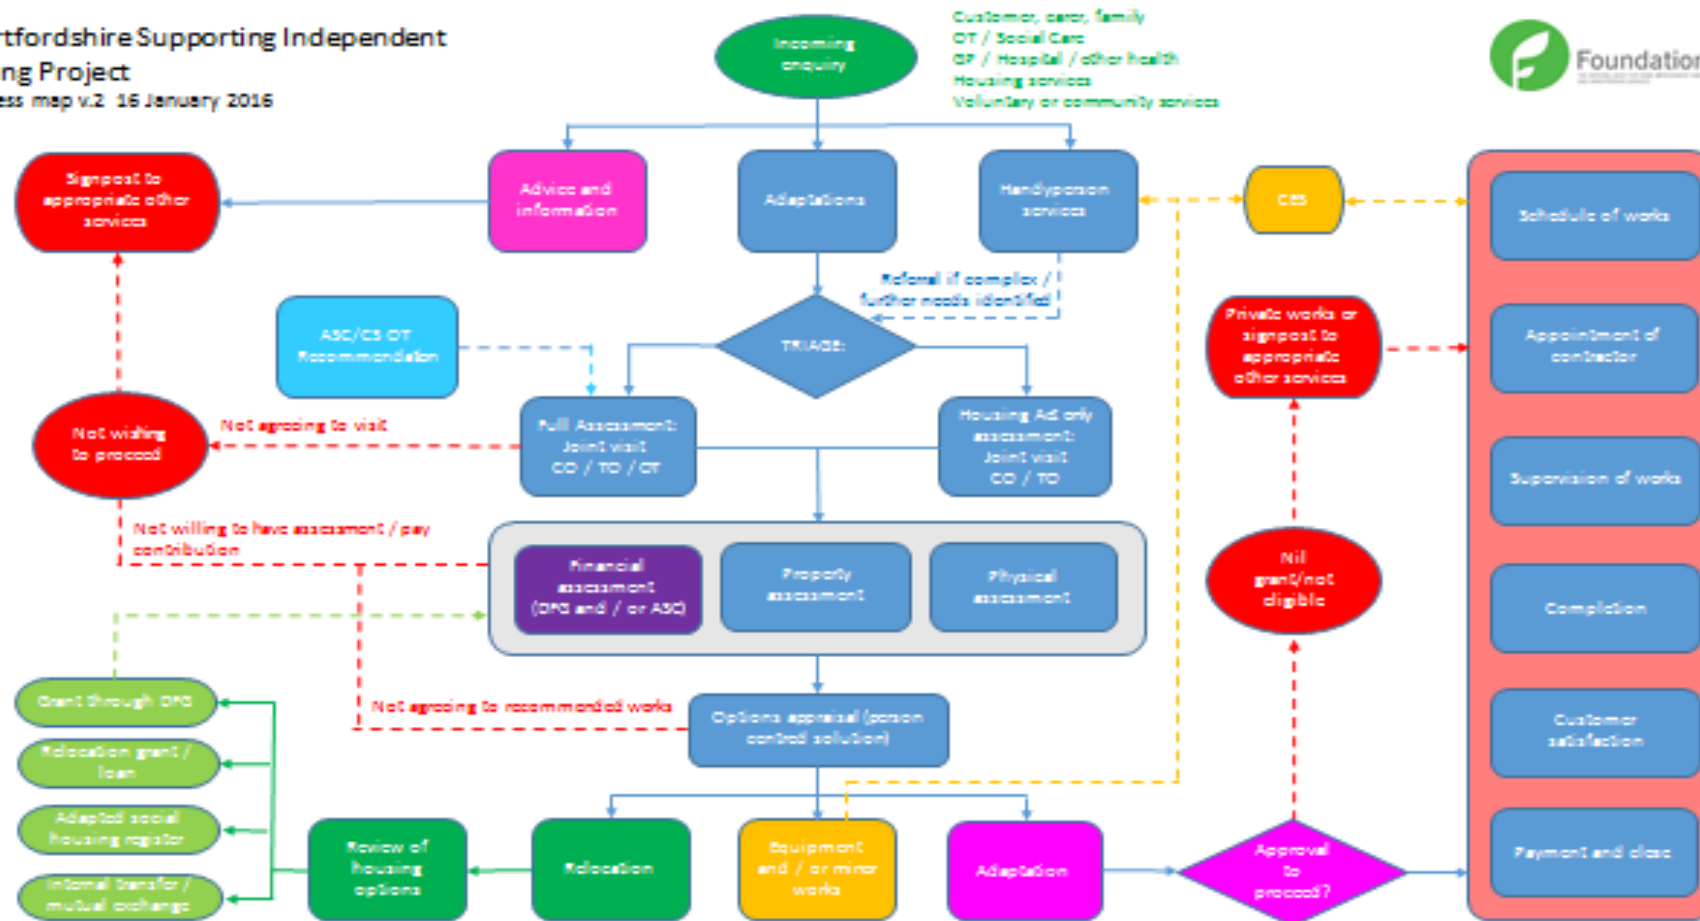 rtfordshire Supporting Independent
ng Project
ess map v.2 16 January 2016
Incoming
enquiry
Customer, carer, family
OT / Social Care
GP / Hospital / other health
Housing services
Voluntary or community services
Foundation
Signpost to
appropriate other
services
Advice and
information
Adaptations
Handyperson
services
CES
Schedule of works
Referral if complex /
further needs identified
ASC/CS OT
Recommendation
TRIAGE:
Private works or
signpost to
appropriate
other services
Appointment of
contractor
Not wishing
to proceed
Not agreeing to visit
Full Assessment:
Joint visit
CO / TO / OT
Housing Act only
assessment:
Joint visit
CO / TO
Supervision of works
Not willing to have assessment / pay
contribution
Financial
assessment
(DFG and / or ASC)
Property
assessment
Physical
assessment
Nil
grant/not
eligible
Completion
Grant through DFG
Not agreeing to recommended works
Options appraisal (person
centred solution)
Customer
satisfaction
Relocation grant /
loan
Adapted social
housing register
Internal transfer /
mutual exchange
Review of
housing
options
Relocation
Equipment
and / or minor
works
Adaptation
Approval
to
proceed?
Payment and close